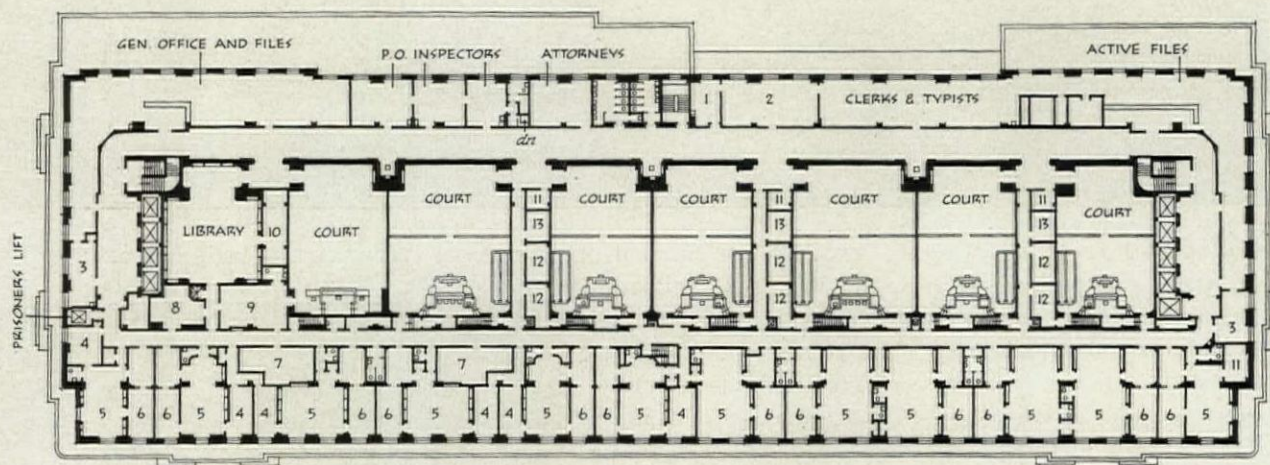 GEN. OFFICE AND FILES P.O. INSPECTORS ATTORNEYS ACTIVE FILES
1 2 CLERKS & TYPISTS
dn
COURT 11 COURT COURT 11 COURT COURT 11 COURT
LIBRARY 10 COURT 13 13 13
3 12 12 12
PRISONERS LIFT
8 9 12 12 12
4 3
7 7 11
5 6 6 5 4 4 5 6 6 5 4 4 5 6 6 5 4 5 6 6 5 5 6 6 5 5 6 6 5